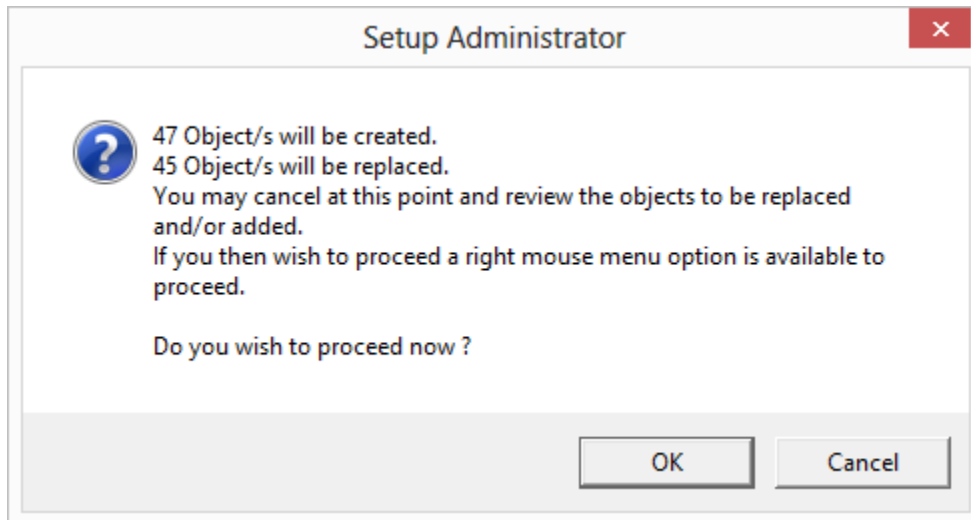 Setup Administrator
47 Object/s will be created.
45 Object/s will be replaced.
You may cancel at this point and review the objects to be replaced
and/or added.
If you then wish to proceed a right mouse menu option is available to
proceed.
Do you wish to proceed now ?
OK
Cancel